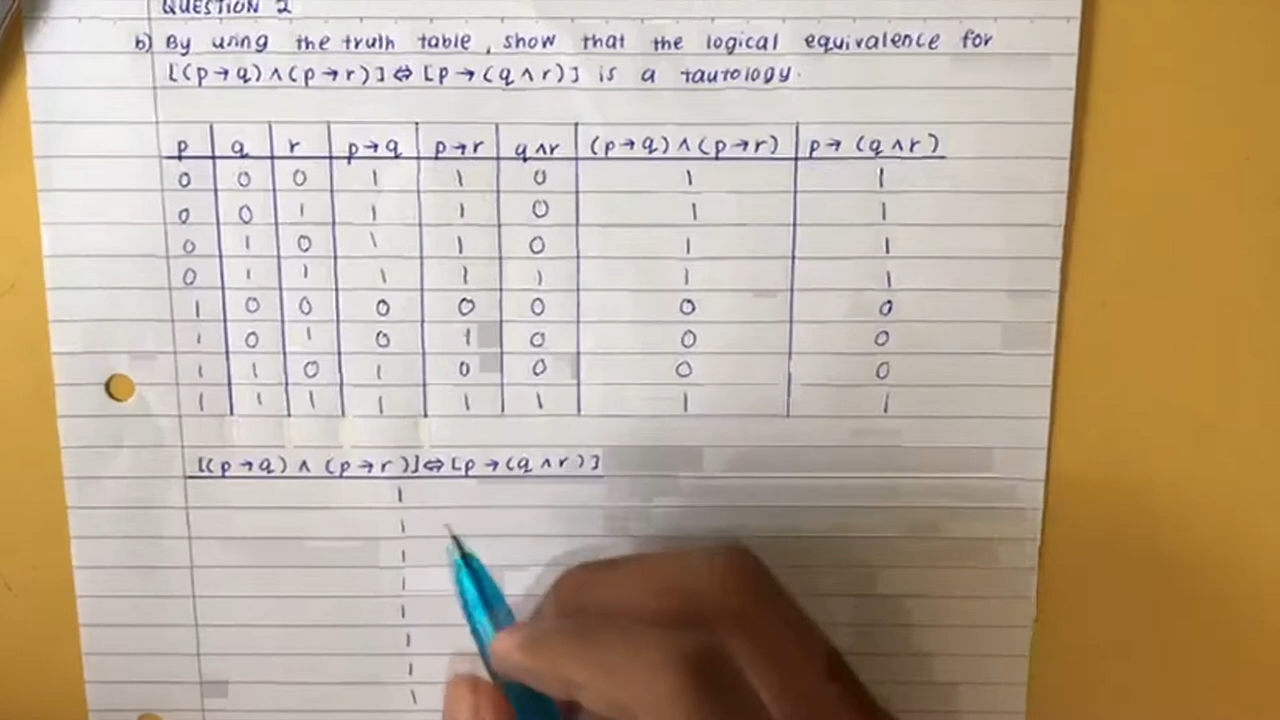 QUESTION 2
b) By using the truth table, show that the logical equivalence for
[(p→q)∧(p→r)]⇔[p→(q∧r)] is a tautology.
p q r p→q p→r q∧r (p→q)∧(p→r) p→(q∧r)
0 0 0 1 1 0 1 1
0 0 1 1 1 0 1 1
0 1 0 1 1 0 1 1
0 1 1 1 1 1 1 1
1 0 0 0 0 0 0 0
1 0 1 0 1 0 0 0
1 1 0 1 0 0 0 0
1 1 1 1 1 1 1 1
[(p→q)∧(p→r)]⇔[p→(q∧r)]
1
1
1
1
1
1
1
1